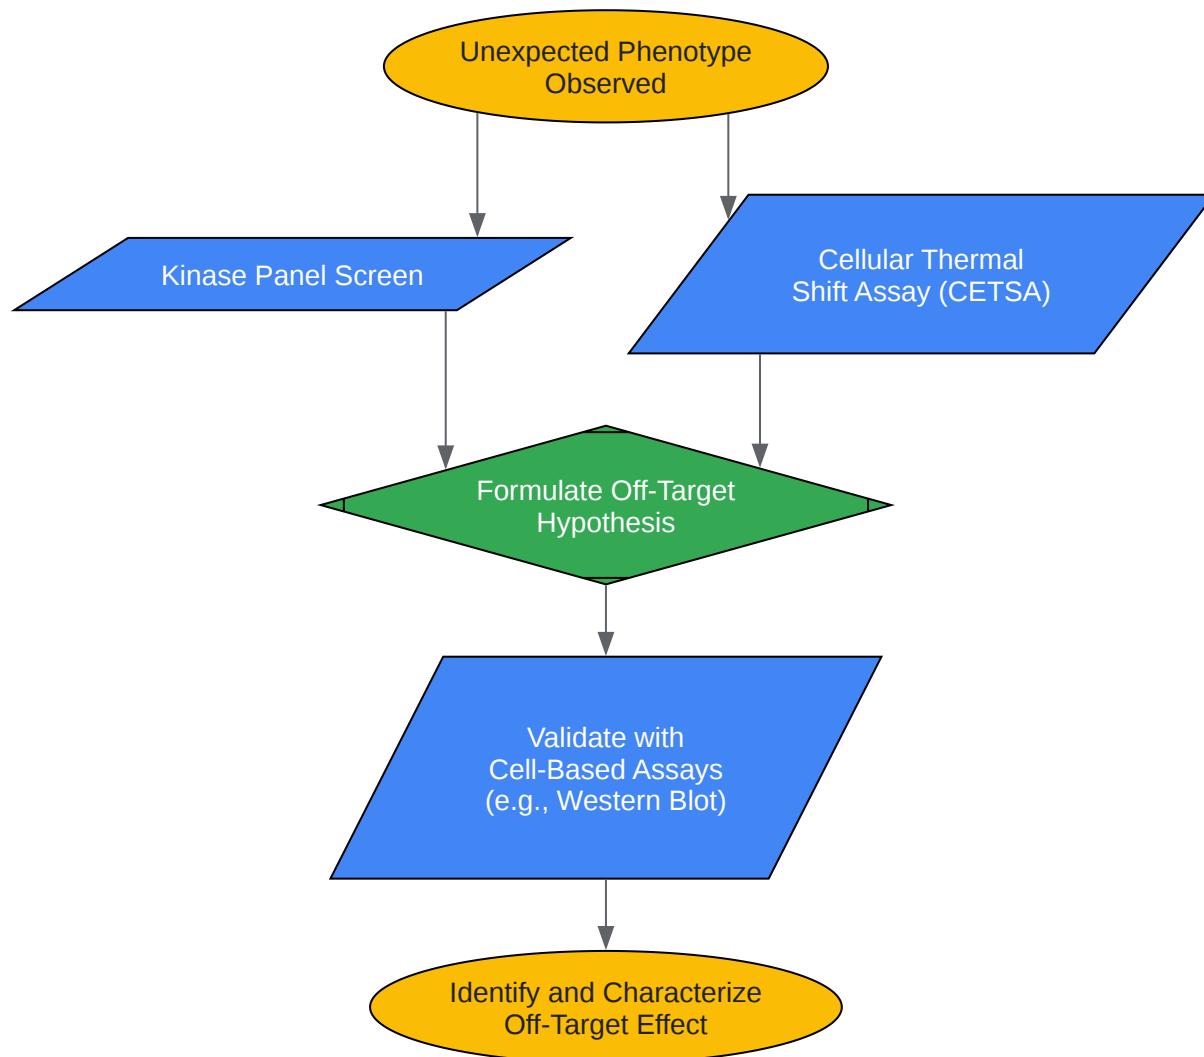 Unexpected Phenotype
Observed
Kinase Panel Screen
Cellular Thermal
Shift Assay (CETSA)
Formulate Off-Target
Hypothesis
Validate with
Cell-Based Assays
(e.g., Western Blot)
Identify and Characterize
Off-Target Effect